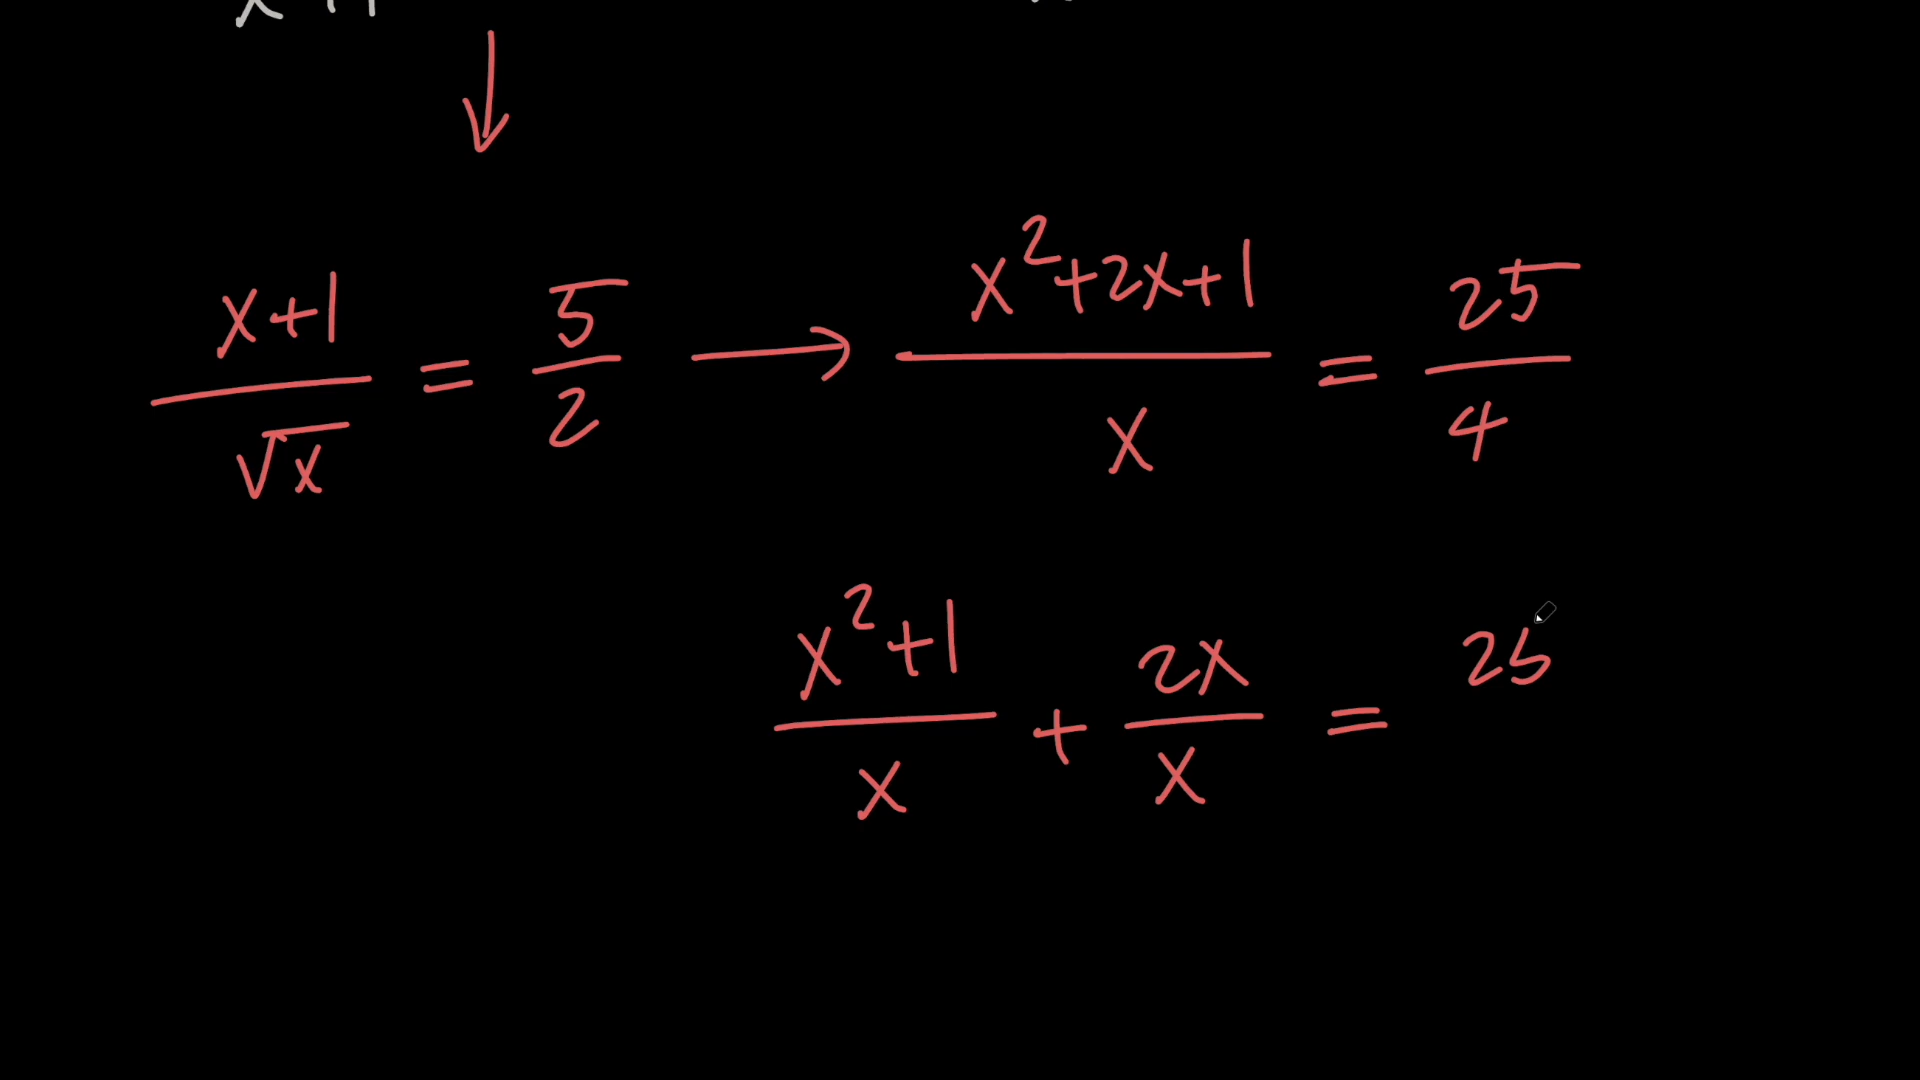 (x+1)/√x = 5/2 → (x²+2x+1)/x = 25/4
(x²+1)/x + 2x/x = 25